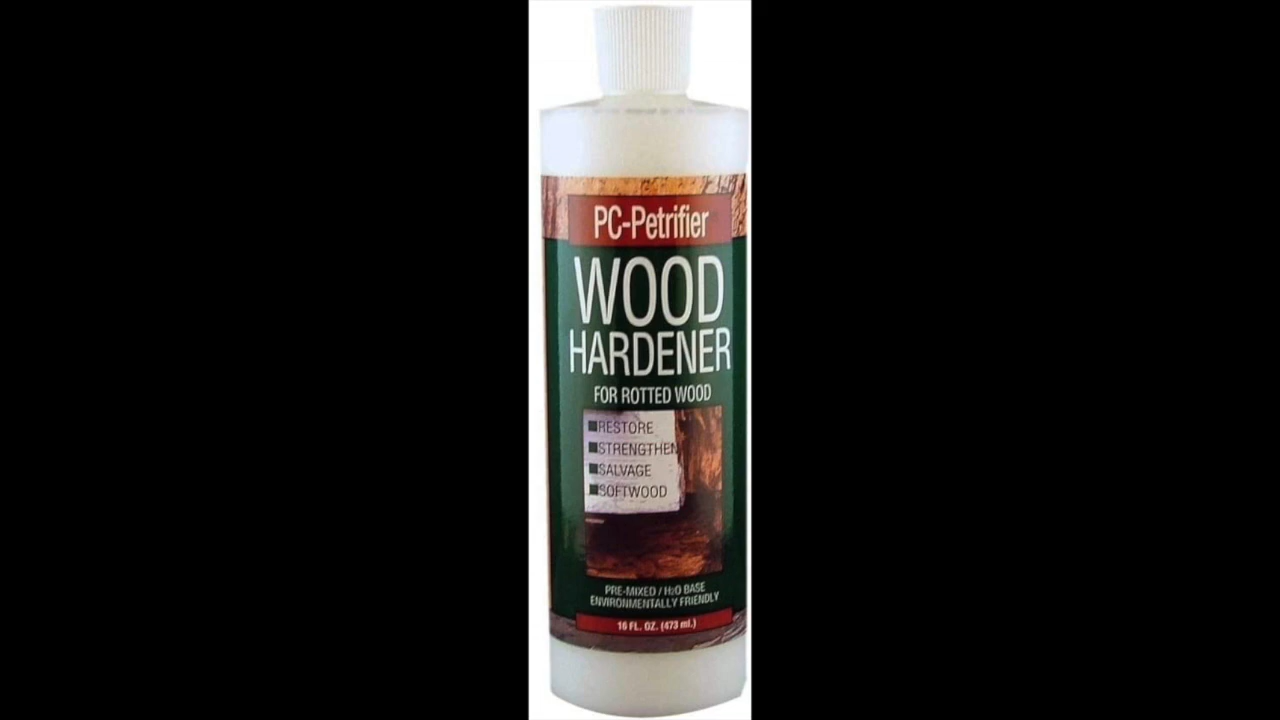 PC-Petrifier
WOOD
HARDENER
FOR ROTTED WOOD
RESTORE
STRENGTHEN
SALVAGE
SOFTWOOD
PRE-MIXED / H2O BASE
ENVIRONMENTALLY FRIENDLY
16 FL. OZ. (473 ml.)